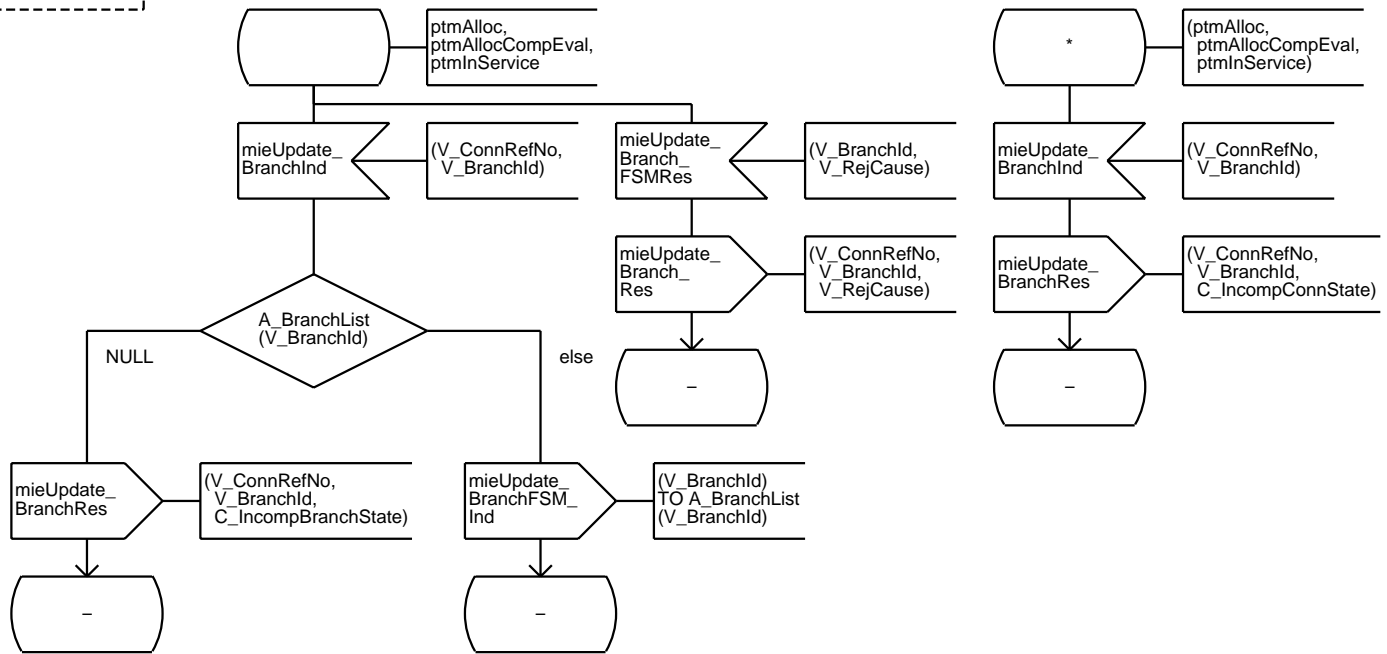 ptmAlloc,
ptmAllocCompEval,
ptmInService
*
(ptmAlloc,
ptmAllocCompEval,
ptmInService)
mieUpdate_
BranchInd
(V_ConnRefNo,
V_BranchId)
mieUpdate_
Branch_
FSMRes
(V_BranchId,
V_RejCause)
mieUpdate_
BranchInd
(V_ConnRefNo,
V_BranchId)
mieUpdate_
Branch_
Res
(V_ConnRefNo,
V_BranchId,
V_RejCause)
mieUpdate_
BranchRes
(V_ConnRefNo,
V_BranchId,
C_IncompConnState)
A_BranchList
(V_BranchId)
NULL
else
–
–
mieUpdate_
BranchRes
(V_ConnRefNo,
V_BranchId,
C_IncompBranchState)
mieUpdate_
BranchFSM_
Ind
(V_BranchId)
TO A_BranchList
(V_BranchId)
–
–